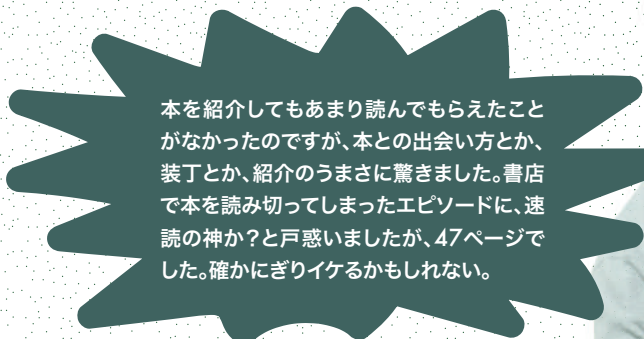 本を紹介してもあまり読んでもらえたこと
がなかったのですが、本との出会い方とか、
装丁とか、紹介のうまさに驚きました。書店
で本を読み切ってしまったエピソードに、速
読の神か?と戸惑いましたが、47ページで
した。確かにぎりイケるかもしれない。